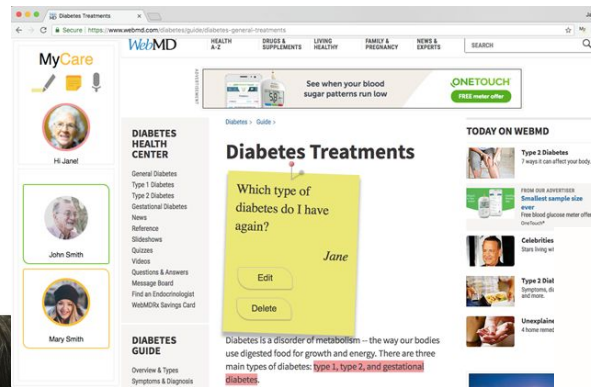 Diabetes Treatments
Secure | https://www.webmd.com/diabetes/guide/diabetes-general-treatments
MyCare
Hi Jane!
John Smith
Mary Smith
WebMD
HEALTH
A-Z
DRUGS &
SUPPLEMENTS
LIVING
HEALTHY
FAMILY &
PREGNANCY
NEWS &
EXPERTS
SEARCH
ADVERTISEMENT
See when your blood
sugar patterns run low
ONETOUCH
FREE meter offer
Diabetes > Guide >
DIABETES
HEALTH
CENTER
General Diabetes
Type 1 Diabetes
Type 2 Diabetes
Gestational Diabetes
News
Reference
Slideshows
Quizzes
Videos
Questions & Answers
Message Board
Find an Endocrinologist
WebMDRx Savings Card
DIABETES
GUIDE
Overview & Types
Symptoms & Diagnosis
Diabetes Treatments
Which type of
diabetes do I have
again?
Jane
Edit
Delete
Diabetes is a disorder of metabolism -- the way our bodies
use digested food for growth and energy. There are three
main types of diabetes: type 1, type 2, and gestational
diabetes.
TODAY ON WEBMD
Type 2 Diabetes
7 ways it can affect your body.
FROM OUR ADVERTISER
Smallest sample size
ever
Free blood glucose meter offer
OneTouch®
Celebrities
Stars living wi
Type 2 Diat
Symptoms, di
and more.
Unexplaine
4 home remed